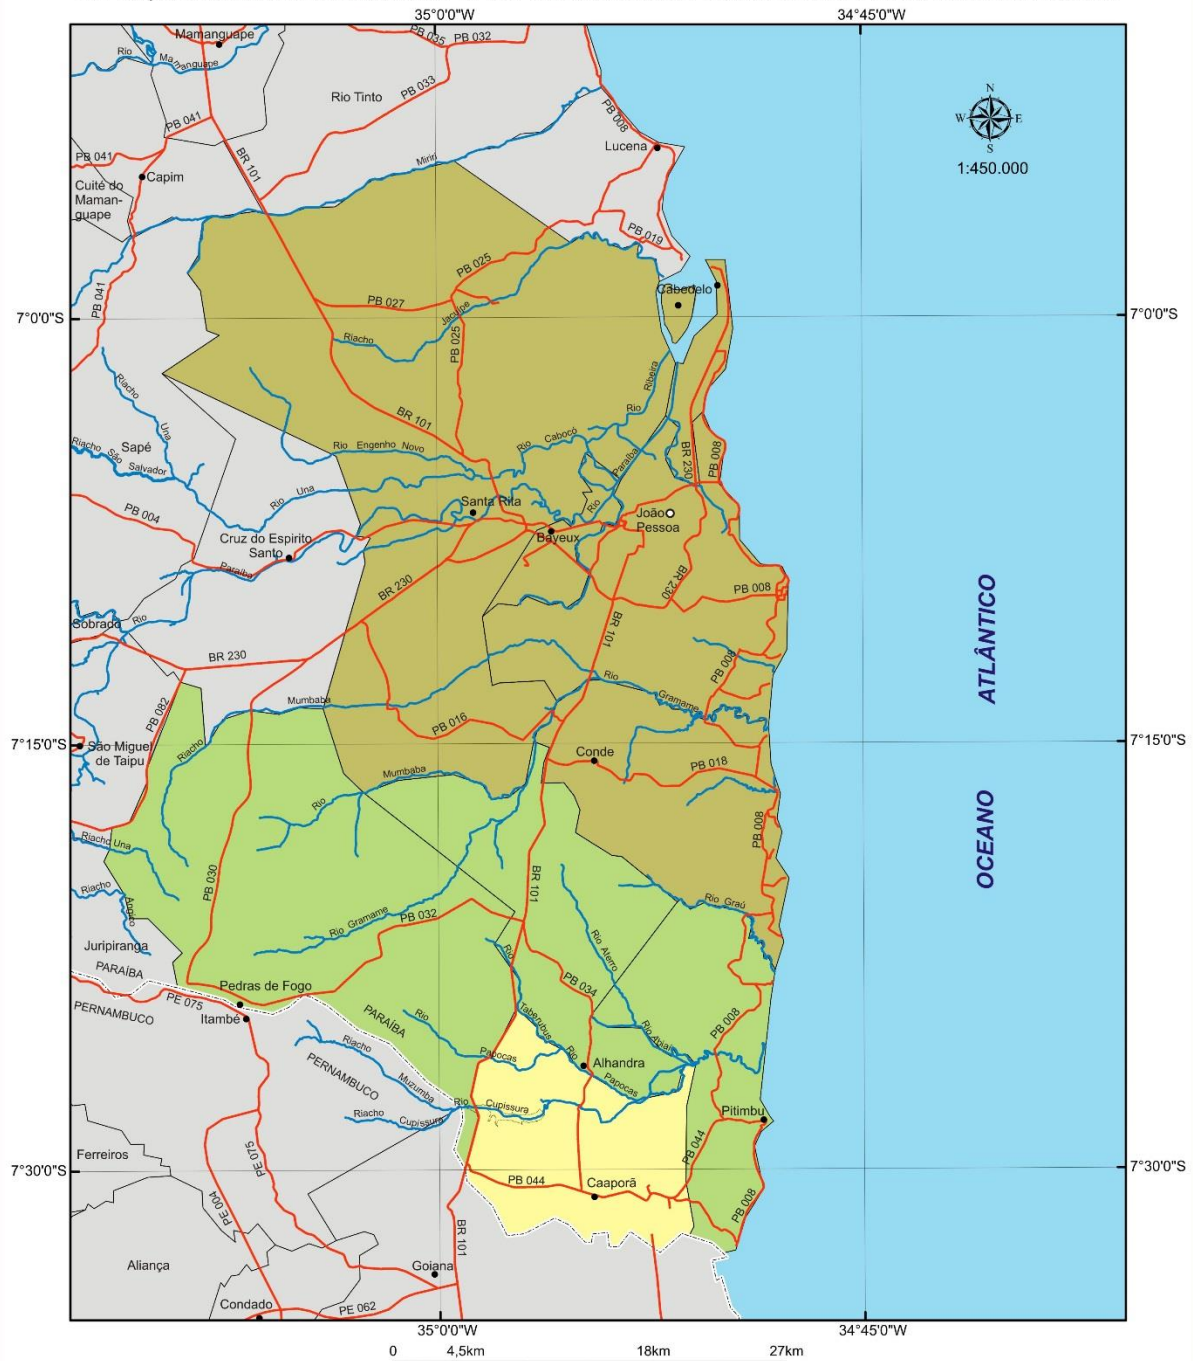 35°0'0"W
34°45'0"W
Mamanguape
PB 035
PB 032
Rio
Mamanguape
Rio Tinto
PB 033
PB 008
N
W
E
S
1:450.000
PB 041
BR 101
Lucena
PB 041
Capim
Miriri
Cuité do
Maman-
guape
PB 019
PB 025
PB 041
PB 027
Cabedelo
Jacuípe
7°0'0"S
7°0'0"S
Riacho
PB 025
Riacho
Una
Ribeira
Rio
BR 101
Sapé
Riacho São
Salvador
Rio Engenho Novo
Rio Cabocó
Paraíba
BR 230
PB 008
Rio Una
Rio
Santa Rita
PB 004
João
Pessoa
Cruz do Espirito
Santo
Bayeux
Paraíba
BR 230
BR 230
PB 008
Rio
Sobrado
BR 101
ATLÂNTICO
BR 230
PB 008
Rio
Gramame
PB 082
Mumbaba
PB 016
Riacho
7°15'0"S
São Miguel
de Taipu
Conde
7°15'0"S
PB 018
Mumbaba
Rio
OCEANO
PB 008
Riacho Una
BR 101
PB 030
Riacho
Angico
Rio Graú
PB 032
Rio Gramame
Rio Aterro
Juripiranga
Rio
PARAÍBA
PB 034
Pedras de Fogo
PE 075
PERNAMBUCO
Itambé
PARAÍBA
Rio
Taberubus
PB 008
Rio Abiaí
Riacho
Papocas
Rio
Alhandra
PERNAMBUCO
Muzumba
Papocas
Rio
Cupissura
Pitimbu
Riacho
Cupissura
PB 044
Ferreiros
PE 075
7°30'0"S
7°30'0"S
PB 044
Caaporã
PE 004
PB 008
BR 101
Aliança
Goiana
Condado
PE 062
35°0'0"W
34°45'0"W
0
4,5km
18km
27km